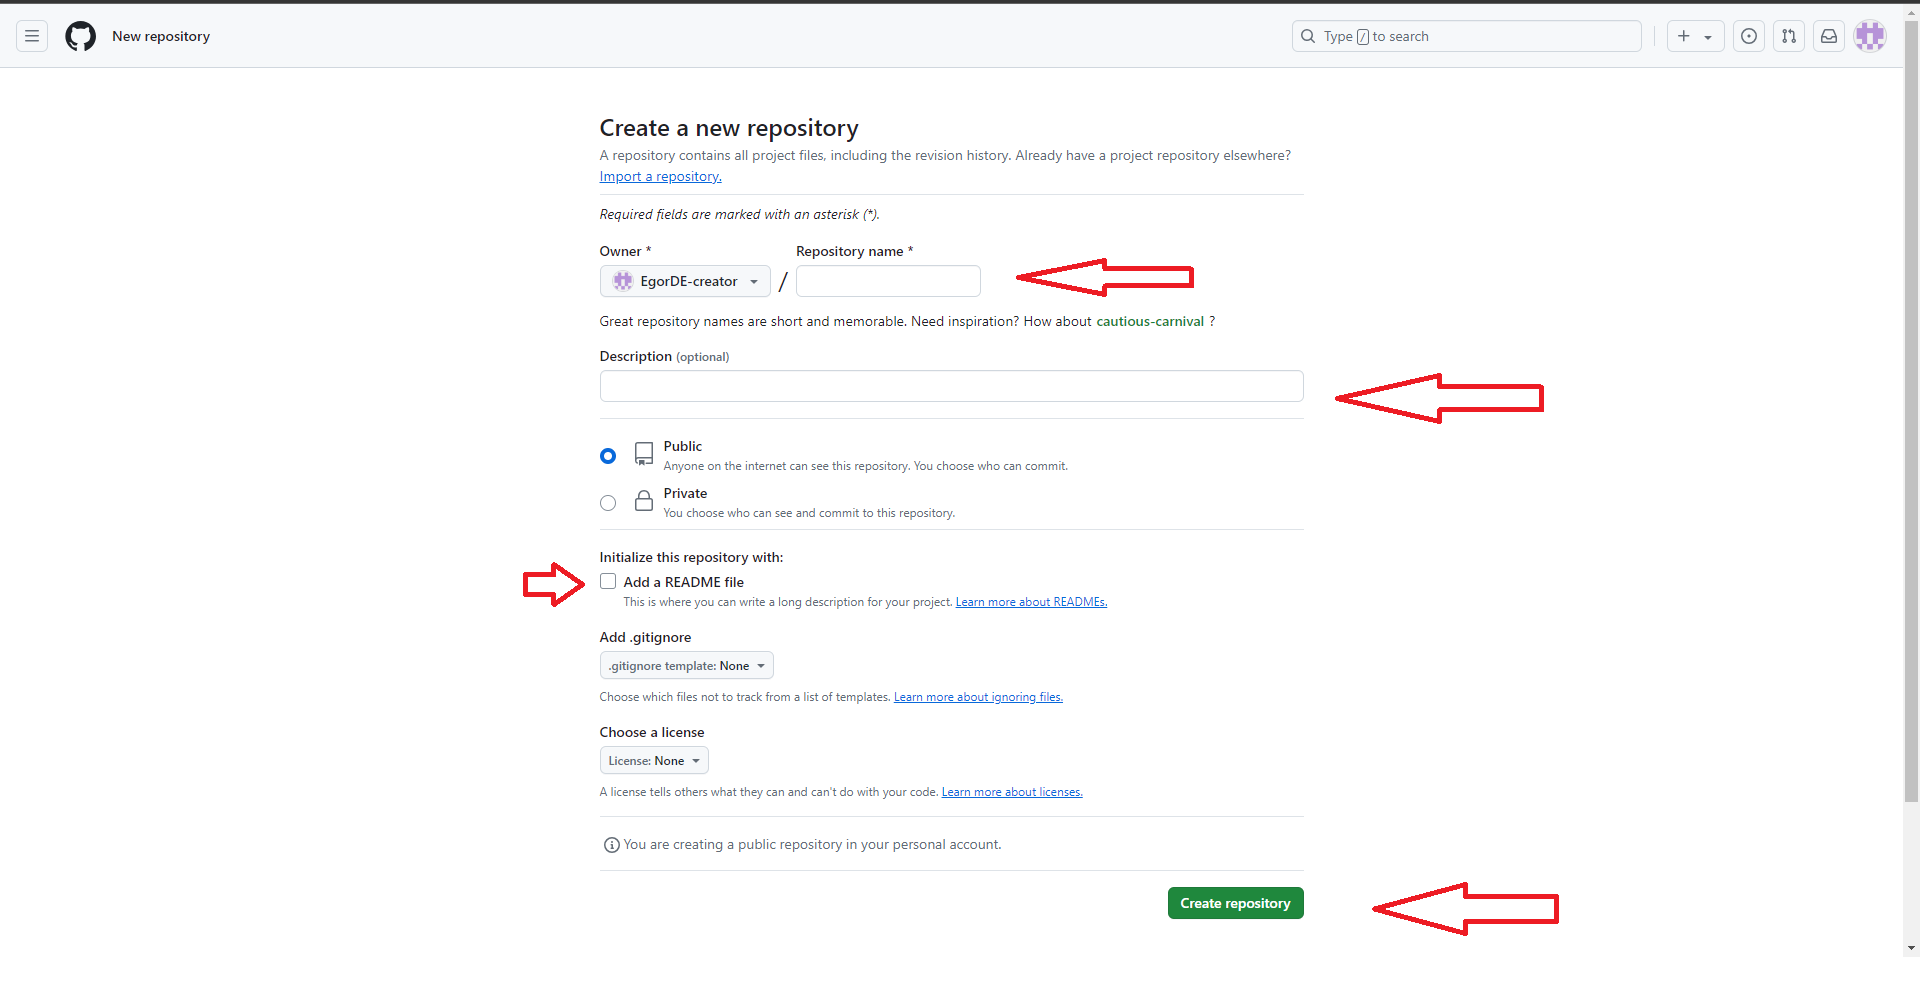 New repository
Type / to search
Create a new repository
A repository contains all project files, including the revision history. Already have a project repository elsewhere?
Import a repository.
Required fields are marked with an asterisk (*).
Owner * Repository name *
EgorDE-creator /
Great repository names are short and memorable. Need inspiration? How about cautious-carnival ?
Description (optional)
Public
Anyone on the internet can see this repository. You choose who can commit.
Private
You choose who can see and commit to this repository.
Initialize this repository with:
Add a README file
This is where you can write a long description for your project. Learn more about READMEs.
Add .gitignore
.gitignore template: None
Choose which files not to track from a list of templates. Learn more about ignoring files.
Choose a license
License: None
A license tells others what they can and can't do with your code. Learn more about licenses.
You are creating a public repository in your personal account.
Create repository